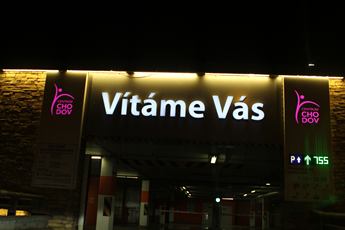 CENTRUM
CHO
DOV
Vítáme Vás
CENTRUM
CHO
DOV
P 755